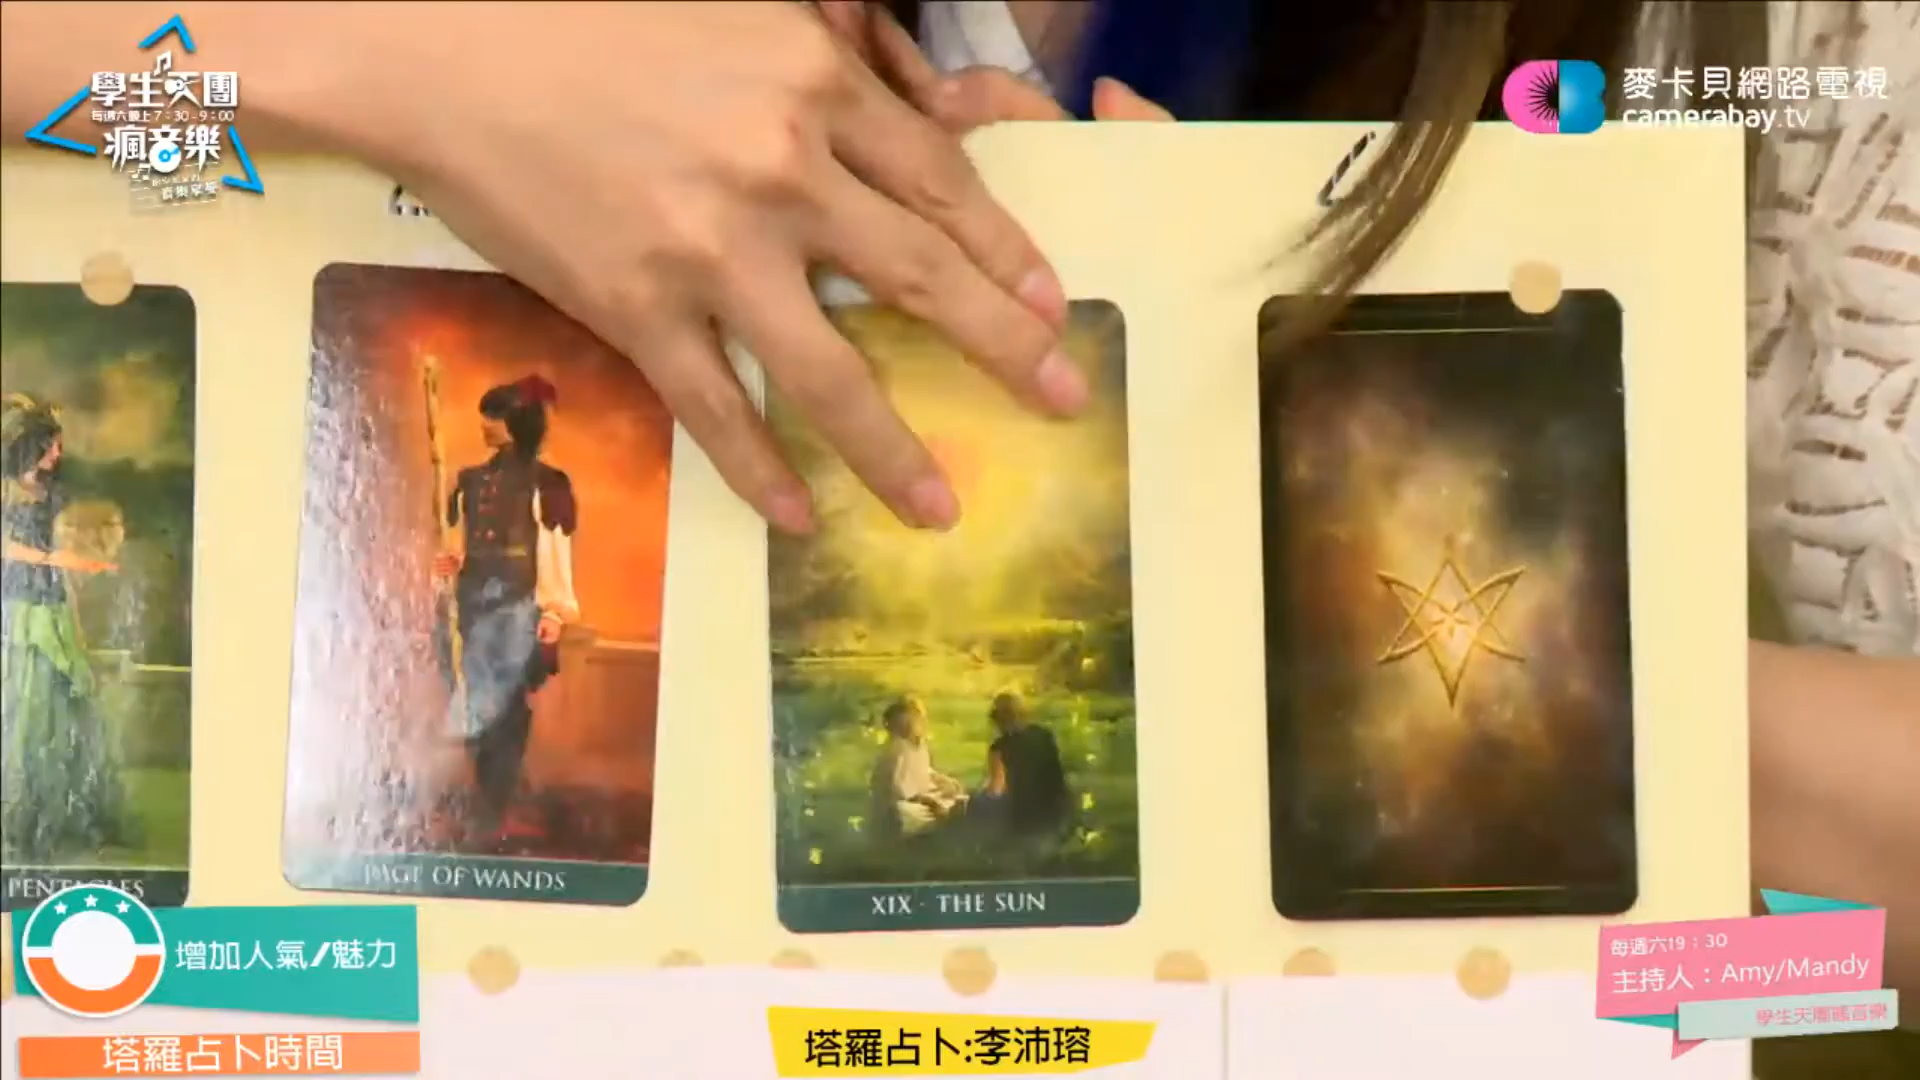 學生天團
每週六晚上7:30-9:00
瘋音樂
麥卡貝網路電視
camerabay.tv
PENTACLES
PAGE OF WANDS
XIX · THE SUN
增加人氣/魅力
塔羅占卜時間
塔羅占卜:李沛瑢
每週六19:30
主持人:Amy/Mandy
學生天團瘋音樂